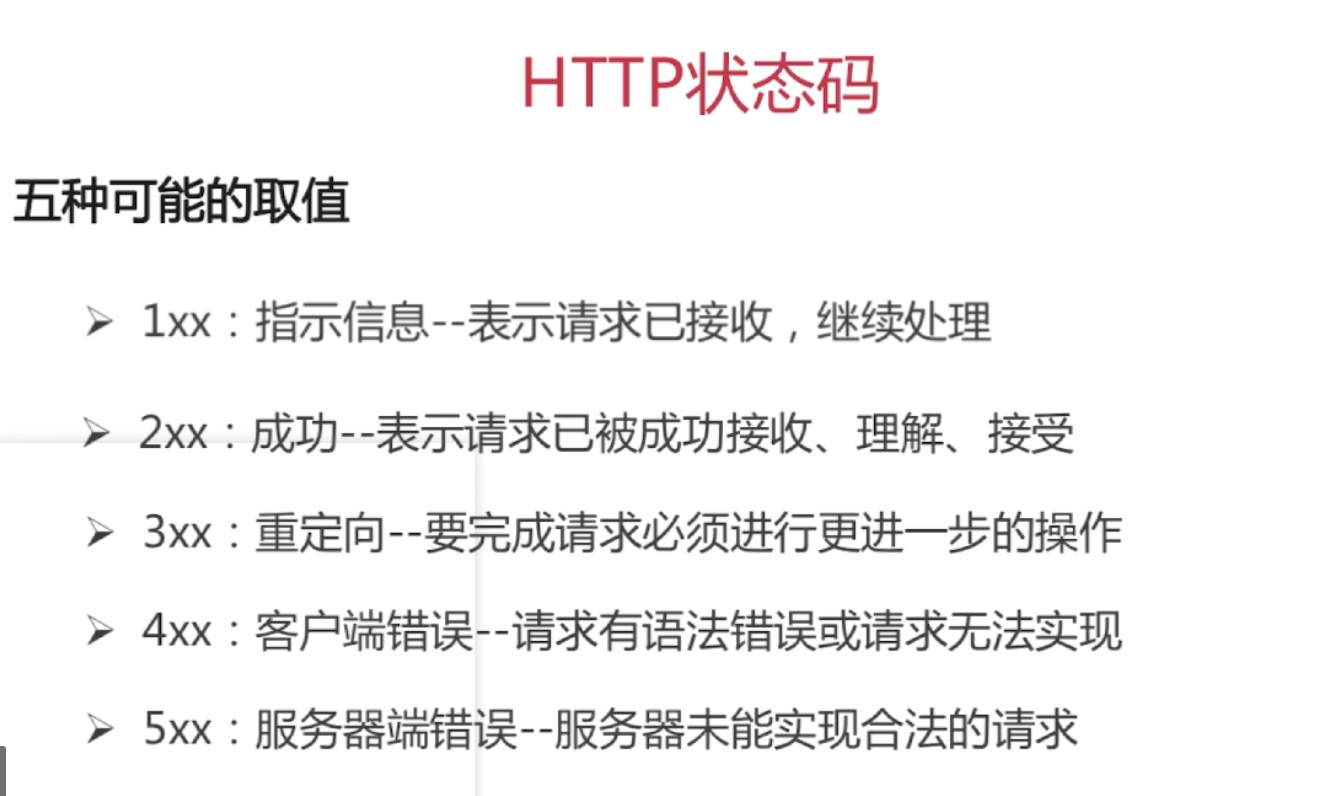 HTTP状态码
五种可能的取值
➢ 1xx：指示信息--表示请求已接收，继续处理
➢ 2xx：成功--表示请求已被成功接收、理解、接受
➢ 3xx：重定向--要完成请求必须进行更进一步的操作
➢ 4xx：客户端错误--请求有语法错误或请求无法实现
➢ 5xx：服务器端错误--服务器未能实现合法的请求